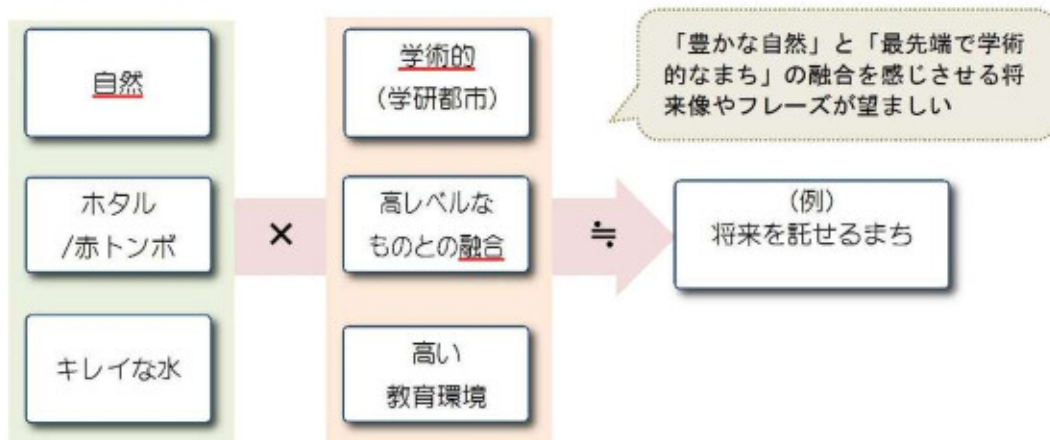 自然
ホタル
/赤トンボ
キレイな水
×
学術的
(学研都市)
高レベルな
ものとの融合
高い
教育環境
≒
「豊かな自然」と「最先端で学術
的なまち」の融合を感じさせる将
来像やフレーズが望ましい
(例)
将来を託せるまち